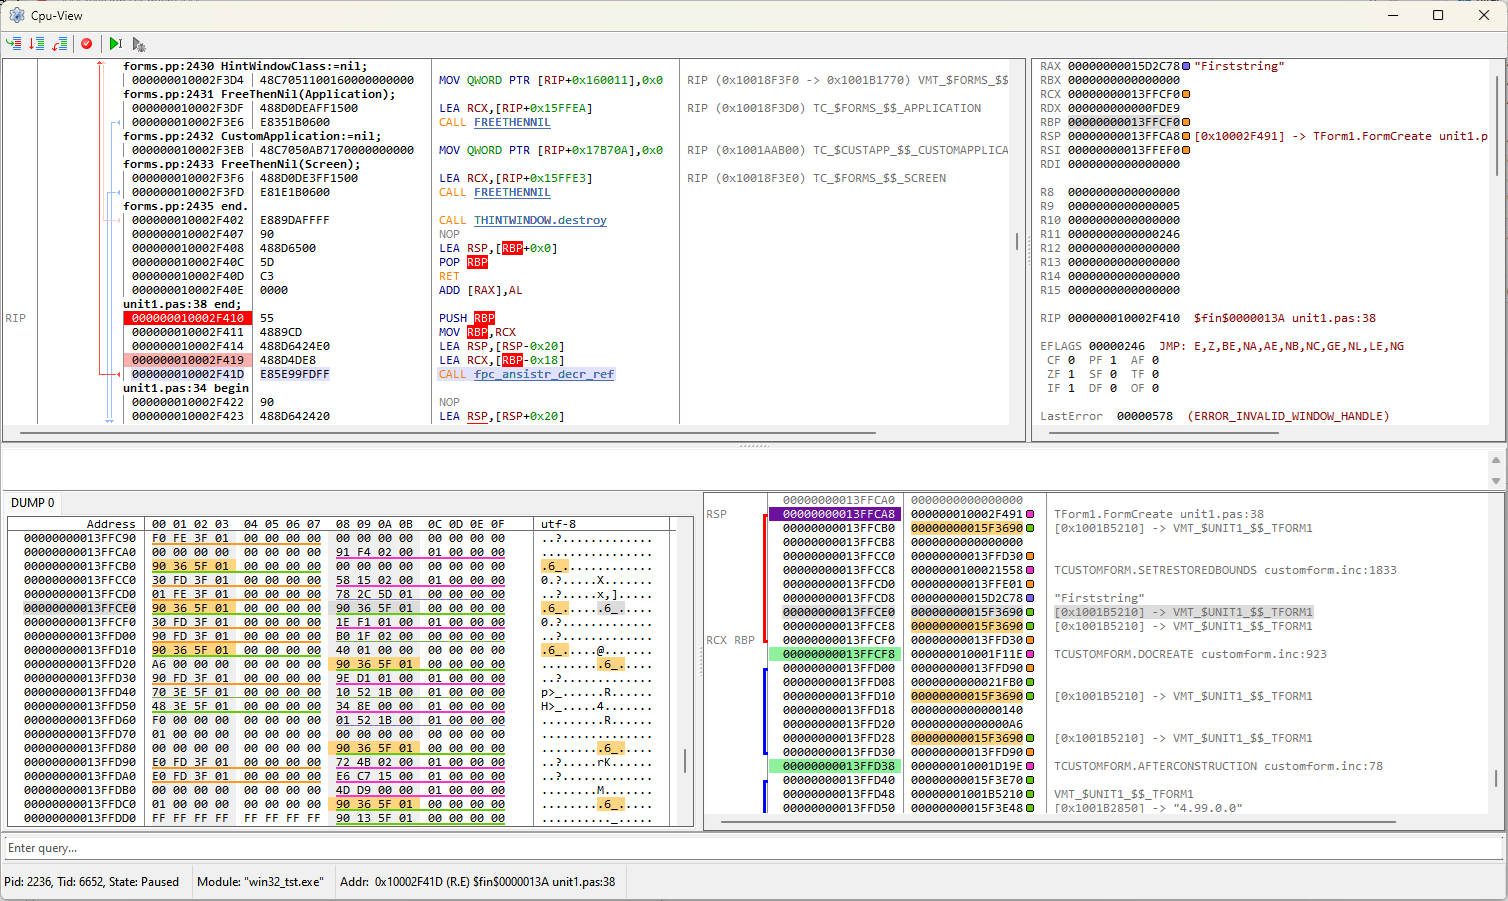 Cpu-View
forms.pp:2430 HintWindowClass:=nil;
000000010002F3D4 48C7051100160000000000 MOV QWORD PTR [RIP+0x160011],0x0 RIP (0x10018F3F0 -> 0x1001B1770) VMT_$FORMS_$$_
forms.pp:2431 FreeThenNil(Application);
000000010002F3DF 488D0DEAFF1500 LEA RCX,[RIP+0x15FFEA] RIP (0x10018F3D0) TC_$FORMS_$$_APPLICATION
000000010002F3E6 E8351B0600 CALL FREETHENNIL
forms.pp:2432 CustomApplication:=nil;
000000010002F3EB 48C7050AB7170000000000 MOV QWORD PTR [RIP+0x17B70A],0x0 RIP (0x1001AAB00) TC_$CUSTAPP_$$_CUSTOMAPPLICA
forms.pp:2433 FreeThenNil(Screen);
000000010002F3F6 488D0DE3FF1500 LEA RCX,[RIP+0x15FFE3] RIP (0x10018F3E0) TC_$FORMS_$$_SCREEN
000000010002F3FD E81E1B0600 CALL FREETHENNIL
forms.pp:2435 end.
000000010002F402 E889DAFFFF CALL THINTWINDOW.destroy
000000010002F407 90 NOP
000000010002F408 488D6500 LEA RSP,[RBP+0x0]
000000010002F40C 5D POP RBP
000000010002F40D C3 RET
000000010002F40E 0000 ADD [RAX],AL
unit1.pas:38 end;
RIP 000000010002F410 55 PUSH RBP
000000010002F411 4889CD MOV RBP,RCX
000000010002F414 488D6424E0 LEA RSP,[RSP-0x20]
000000010002F419 488D4DE8 LEA RCX,[RBP-0x18]
000000010002F41D E85E99FDFF CALL fpc_ansistr_decr_ref
unit1.pas:34 begin
000000010002F422 90 NOP
000000010002F423 488D642420 LEA RSP,[RSP+0x20]
RAX 00000000015D2C78 "Firststring"
RBX 0000000000000000
RCX 00000000013FFCF0
RDX 000000000000FDE9
RBP 00000000013FFCF0
RSP 00000000013FFCA8 [0x10002F491] -> TForm1.FormCreate unit1.p
RSI 00000000013FFEF0
RDI 0000000000000000
R8 0000000000000000
R9 0000000000000005
R10 0000000000000000
R11 0000000000000246
R12 0000000000000000
R13 0000000000000000
R14 0000000000000000
R15 0000000000000000
RIP 000000010002F410 $fin$0000013A unit1.pas:38
EFLAGS 00000246 JMP: E,Z,BE,NA,AE,NB,NC,GE,NL,LE,NG
CF 0 PF 1 AF 0
ZF 1 SF 0 TF 0
IF 1 DF 0 OF 0
LastError 00000578 (ERROR_INVALID_WINDOW_HANDLE)
DUMP 0
Address 00 01 02 03 04 05 06 07 08 09 0A 0B 0C 0D 0E 0F utf-8
00000000013FFC90 F0 FE 3F 01 00 00 00 00 00 00 00 00 00 00 00 00 ..?.............
00000000013FFCA0 00 00 00 00 00 00 00 00 91 F4 02 00 01 00 00 00 ................
00000000013FFCB0 90 36 5F 01 00 00 00 00 00 00 00 00 00 00 00 00 .6_.............
00000000013FFCC0 30 FD 3F 01 00 00 00 00 58 15 02 00 01 00 00 00 0.?.....X.......
00000000013FFCD0 01 FE 3F 01 00 00 00 00 78 2C 5D 01 00 00 00 00 ..?.....x,].....
00000000013FFCE0 90 36 5F 01 00 00 00 00 90 36 5F 01 00 00 00 00 .6_......6_.....
00000000013FFCF0 30 FD 3F 01 00 00 00 00 1E F1 01 00 01 00 00 00 0.?.............
00000000013FFD00 90 FD 3F 01 00 00 00 00 B0 1F 02 00 00 00 00 00 ..?.............
00000000013FFD10 90 36 5F 01 00 00 00 00 40 01 00 00 00 00 00 00 .6_.....@.......
00000000013FFD20 A6 00 00 00 00 00 00 00 90 36 5F 01 00 00 00 00 .........6_.....
00000000013FFD30 90 FD 3F 01 00 00 00 00 9E D1 01 00 01 00 00 00 ..?.............
00000000013FFD40 70 3E 5F 01 00 00 00 00 10 52 1B 00 01 00 00 00 p>_......R......
00000000013FFD50 48 3E 5F 01 00 00 00 00 34 8E 00 00 01 00 00 00 H>_.....4.......
00000000013FFD60 F0 00 00 00 00 00 00 00 01 52 1B 00 01 00 00 00 .........R......
00000000013FFD70 01 00 00 00 00 00 00 00 00 00 00 00 00 00 00 00 ................
00000000013FFD80 00 00 00 00 00 00 00 00 90 36 5F 01 00 00 00 00 .........6_.....
00000000013FFD90 E0 FD 3F 01 00 00 00 00 72 4B 02 00 01 00 00 00 ..?.....rK......
00000000013FFDA0 E0 FD 3F 01 00 00 00 00 E6 C7 15 00 01 00 00 00 ..?.............
00000000013FFDB0 00 00 00 00 00 00 00 00 4D D9 00 00 01 00 00 00 ........M.......
00000000013FFDC0 01 00 00 00 00 00 00 00 90 36 5F 01 00 00 00 00 .........6_.....
00000000013FFDD0 FF FF FF FF FF FF FF FF 90 13 5F 01 00 00 00 00 .........._.....
00000000013FFCA0 0000000000000000
RSP 00000000013FFCA8 000000010002F491 TForm1.FormCreate unit1.pas:38
00000000013FFCB0 00000000015F3690 [0x1001B5210] -> VMT_$UNIT1_$$_TFORM1
00000000013FFCB8 0000000000000000
00000000013FFCC0 00000000013FFD30
00000000013FFCC8 0000000100021558 TCUSTOMFORM.SETRESTOREDBOUNDS customform.inc:1833
00000000013FFCD0 00000000013FFE01
00000000013FFCD8 00000000015D2C78 "Firststring"
00000000013FFCE0 00000000015F3690 [0x1001B5210] -> VMT_$UNIT1_$$_TFORM1
00000000013FFCE8 00000000015F3690 [0x1001B5210] -> VMT_$UNIT1_$$_TFORM1
RCX RBP 00000000013FFCF0 00000000013FFD30
00000000013FFCF8 000000010001F11E TCUSTOMFORM.DOCREATE customform.inc:923
00000000013FFD00 00000000013FFD90
00000000013FFD08 0000000000021FB0
00000000013FFD10 00000000015F3690 [0x1001B5210] -> VMT_$UNIT1_$$_TFORM1
00000000013FFD18 0000000000000140
00000000013FFD20 00000000000000A6
00000000013FFD28 00000000015F3690 [0x1001B5210] -> VMT_$UNIT1_$$_TFORM1
00000000013FFD30 00000000013FFD90
00000000013FFD38 000000010001D19E TCUSTOMFORM.AFTERCONSTRUCTION customform.inc:78
00000000013FFD40 00000000015F3E70
00000000013FFD48 00000001001B5210 VMT_$UNIT1_$$_TFORM1
00000000013FFD50 00000000015F3E48 [0x1001B2850] -> "4.99.0.0"
Enter query...
Pid: 2236, Tid: 6652, State: Paused Module: "win32_tst.exe" Addr: 0x10002F41D (R.E) $fin$0000013A unit1.pas:38